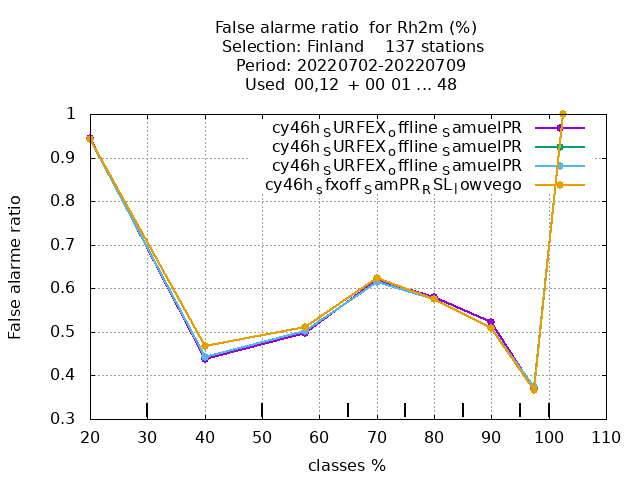 False alarme ratio for Rh2m (%)
Selection: Finland 137 stations
Period: 20220702-20220709
Used 00,12 + 00 01 ... 48
cy46h_SURFEX_offline_SamuelPR
cy46h_SURFEX_offline_SamuelPR
cy46h_SURFEX_offline_SamuelPR
cy46h_sfxoff_SamPR_RSL_lowvego
False alarme ratio
1
0.9
0.8
0.7
0.6
0.5
0.4
0.3
20 30 40 50 60 70 80 90 100 110
classes %